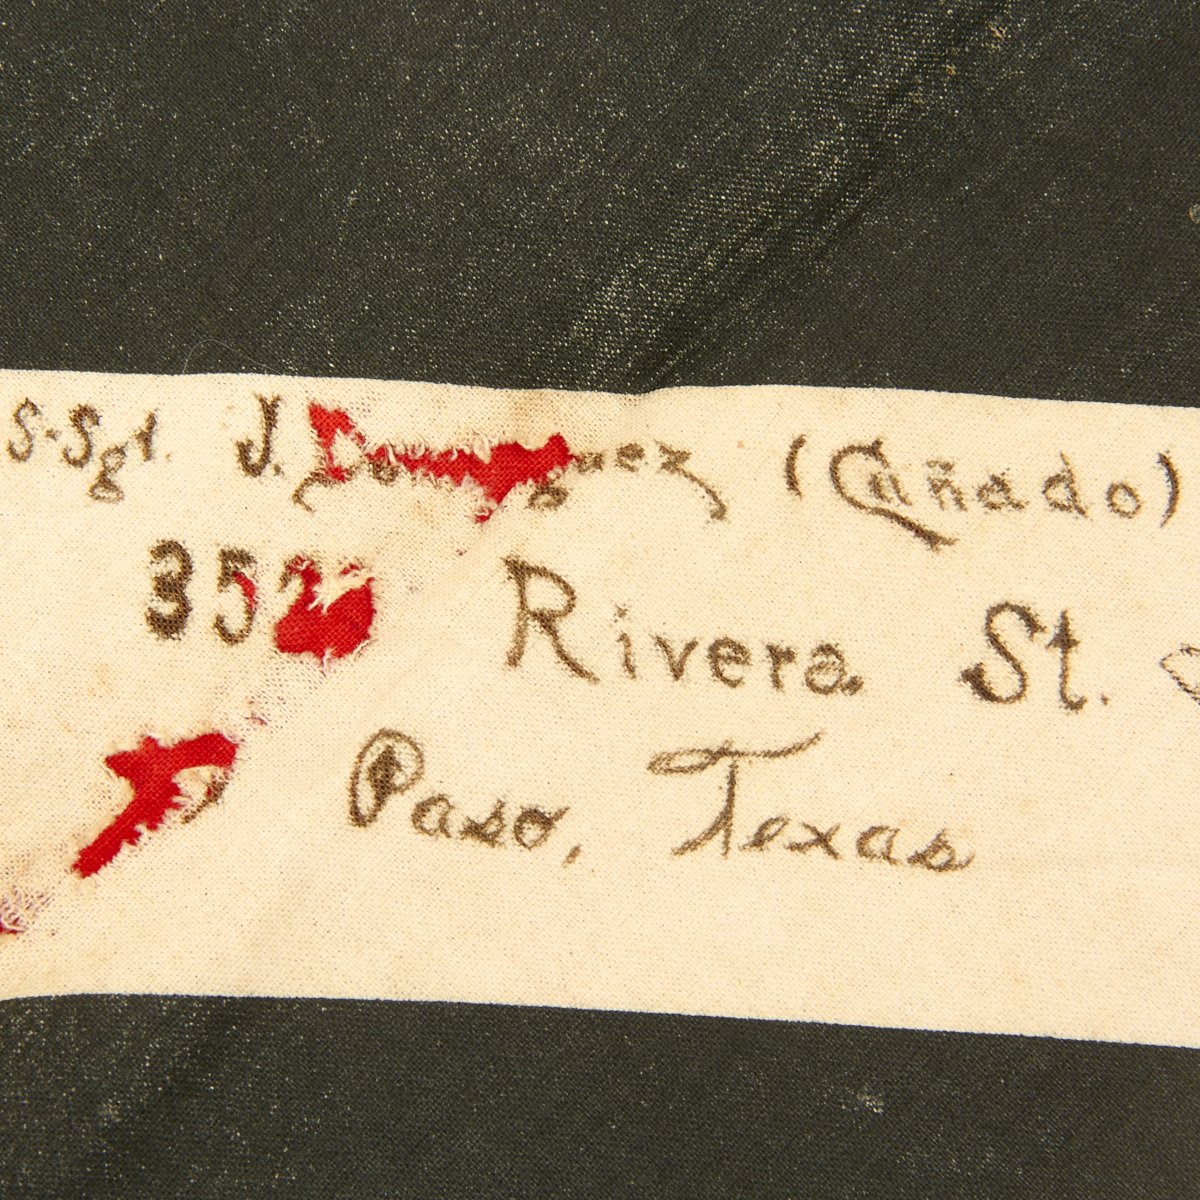 S-Sgt. J. (Cuñado)
Rivera St.
Paso, Texas